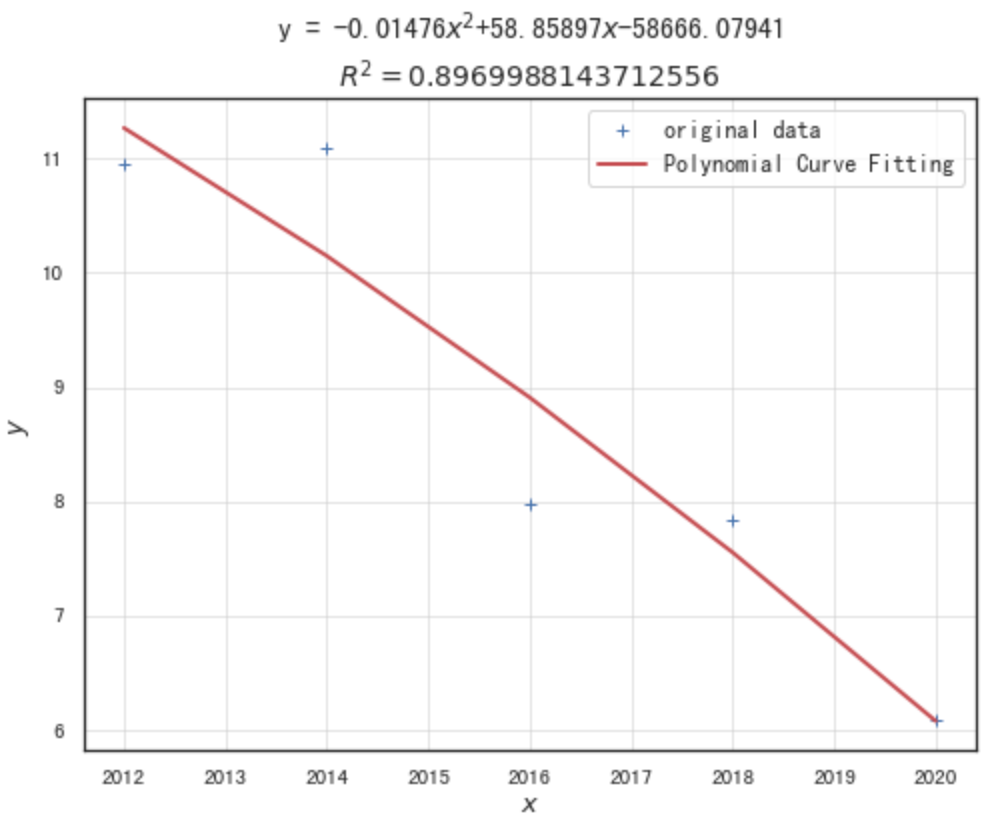 y = −0.01476x²+58.85897x−58666.07941
R² = 0.8969988143712556
original data
Polynomial Curve Fitting
11
10
9
8
7
6
y
2012 2013 2014 2015 2016 2017 2018 2019 2020
x